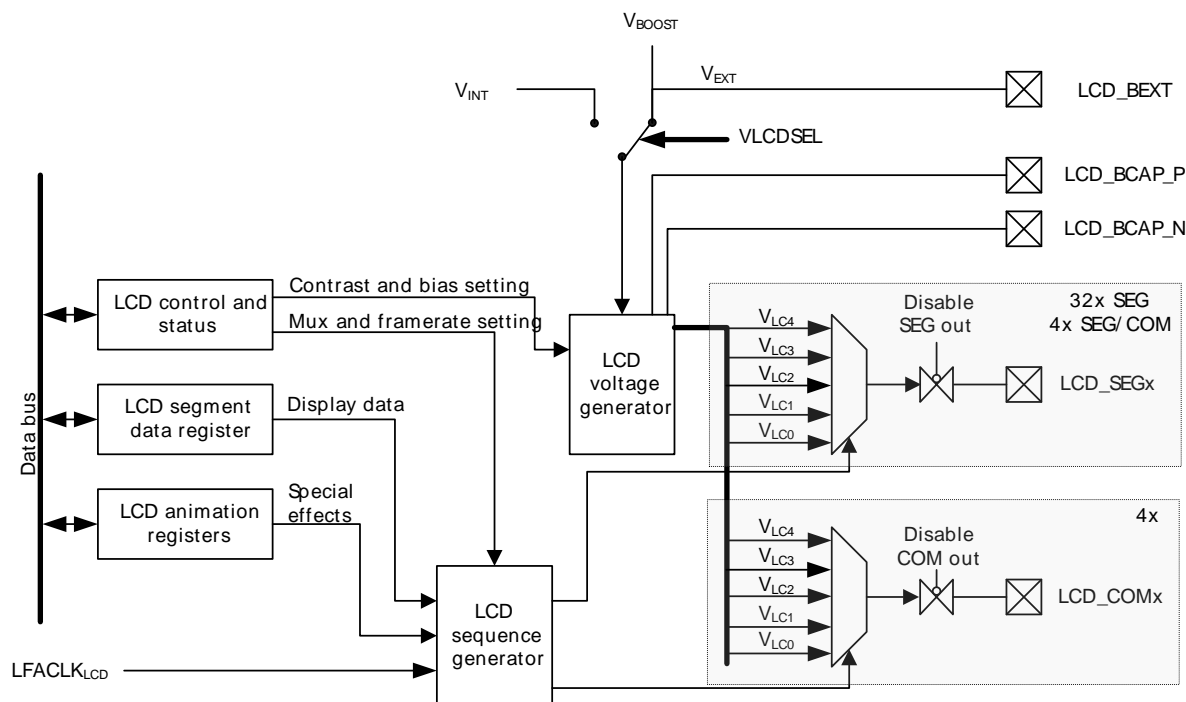 VBOOST
VEXT
LCD_BEXT
VINT
VLCDSEL
LCD_BCAP_P
LCD_BCAP_N
Data bus
LCD control and
status
Contrast and bias setting
Mux and framerate setting
LCD
voltage
generator
32x SEG
4x SEG/COM
Disable
SEG out
VLC4
VLC3
VLC2
VLC1
VLC0
LCD_SEGx
LCD segment
data register
Display data
LCD animation
registers
Special
effects
4x
Disable
COM out
VLC4
VLC3
VLC2
VLC1
VLC0
LCD_COMx
LCD
sequence
generator
LFACLKLCD